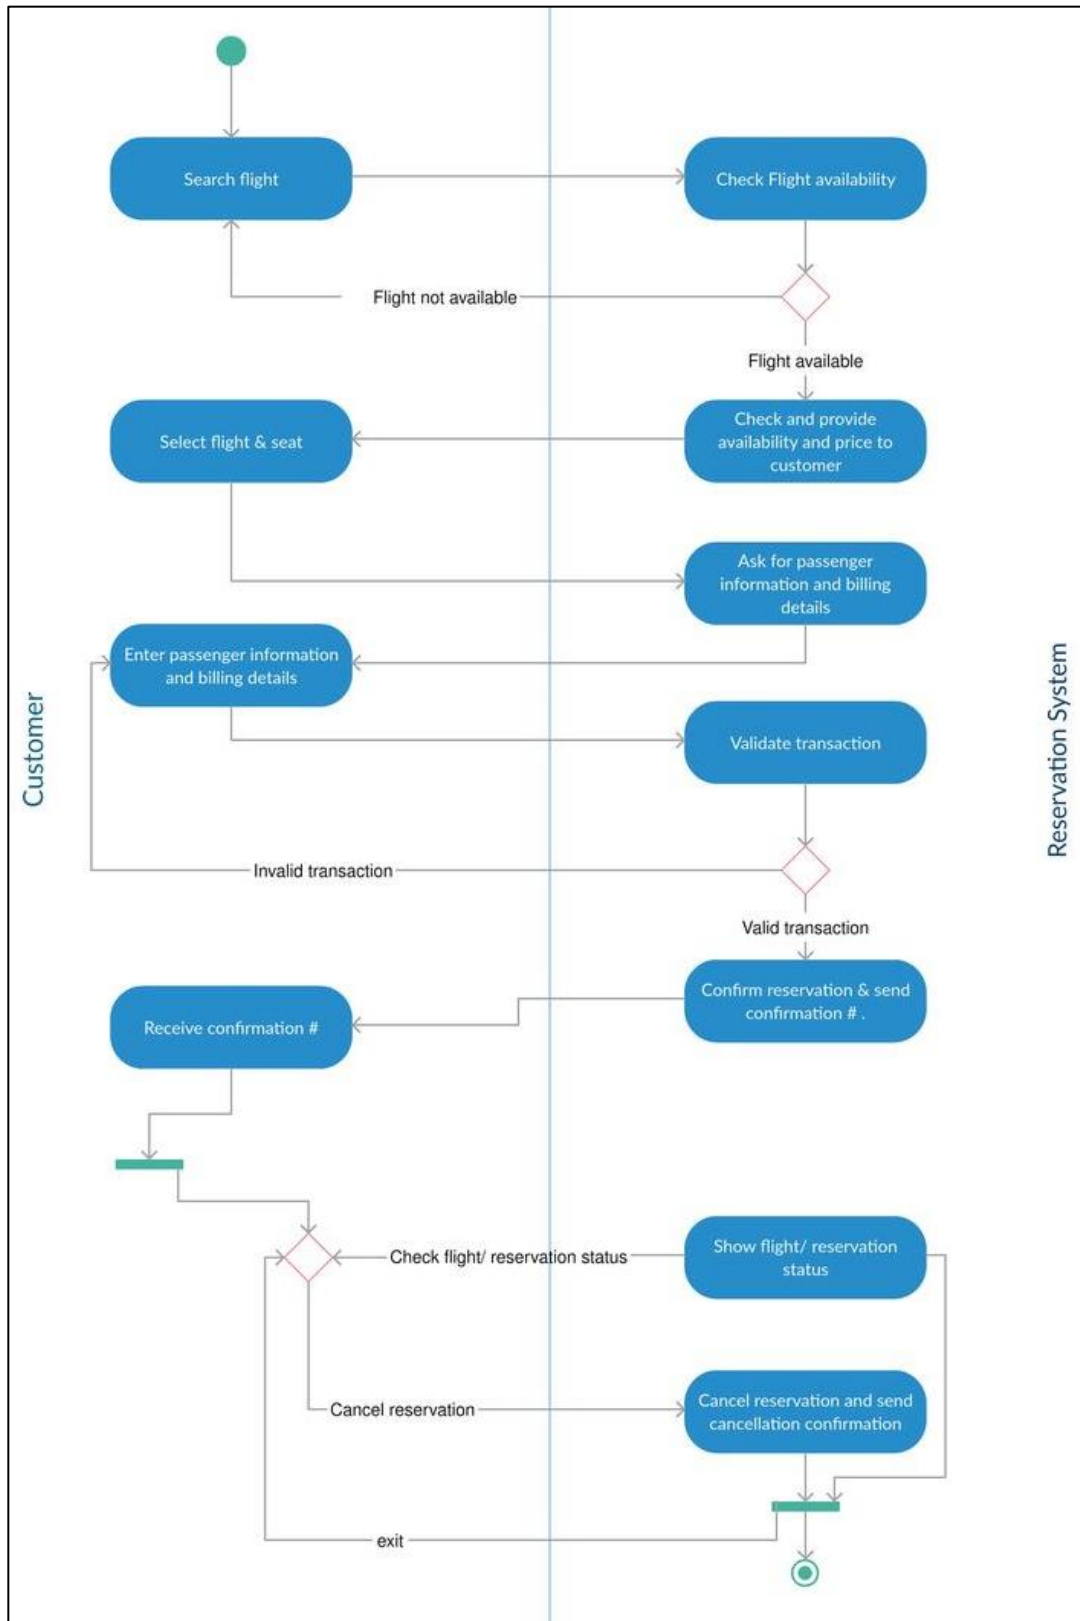 Search flight
Check Flight availability
Flight not available
Flight available
Select flight & seat
Check and provide
availability and price to
customer
Ask for passenger
information and billing
details
Enter passenger information
and billing details
Customer
Reservation System
Validate transaction
Invalid transaction
Valid transaction
Confirm reservation & send
confirmation # .
Receive confirmation #
Check flight/ reservation status
Show flight/ reservation
status
Cancel reservation
Cancel reservation and send
cancellation confirmation
exit